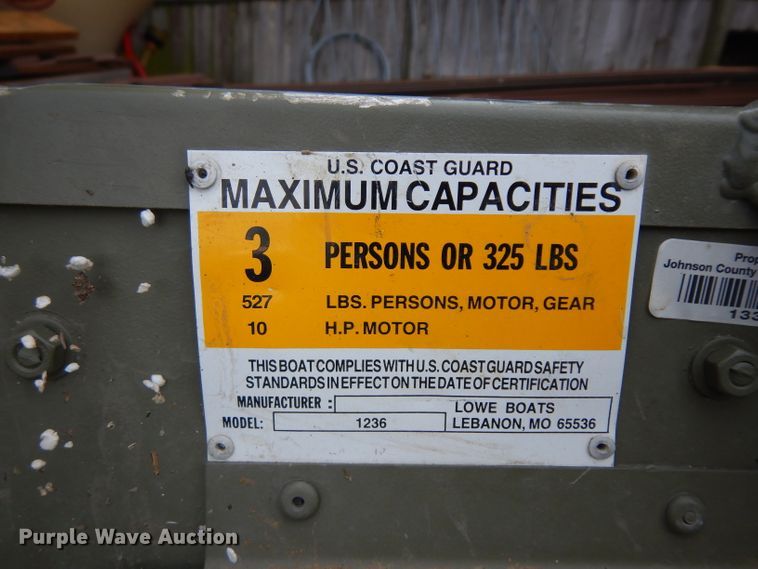 U.S. COAST GUARD
MAXIMUM CAPACITIES
3 PERSONS OR 325 LBS
527 LBS. PERSONS, MOTOR, GEAR
10 H.P. MOTOR
THIS BOAT COMPLIES WITH U.S. COAST GUARD SAFETY
STANDARDS IN EFFECT ON THE DATE OF CERTIFICATION
MANUFACTURER : LOWE BOATS
MODEL: 1236 LEBANON, MO 65536
Prop
Johnson County
133
Purple Wave Auction